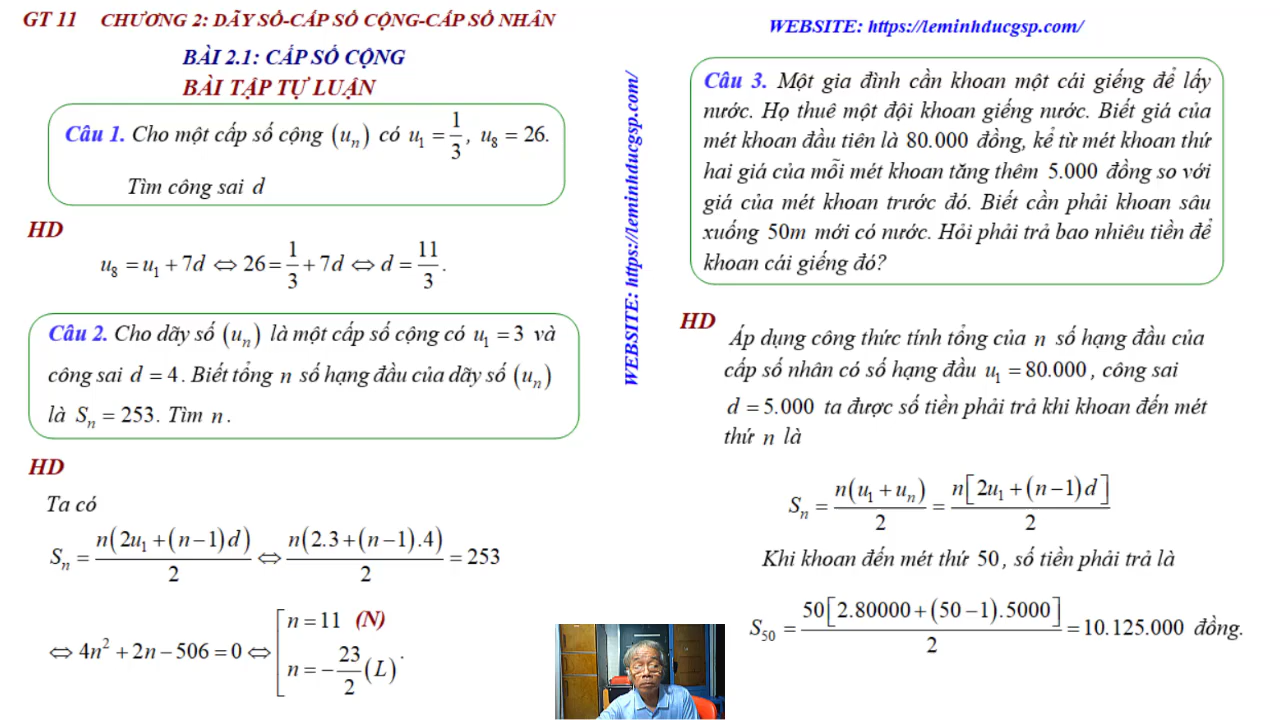 GT 11 CHƯƠNG 2: DÃY SỐ-CẤP SỐ CỘNG-CẤP SỐ NHÂN
BÀI 2.1: CẤP SỐ CỘNG
BÀI TẬP TỰ LUẬN
Câu 1. Cho một cấp số cộng (uₙ) có u₁ = 1/3, u₈ = 26.
Tìm công sai d
HD
u₈ = u₁ + 7d ⇔ 26 = 1/3 + 7d ⇔ d = 11/3.
Câu 2. Cho dãy số (uₙ) là một cấp số cộng có u₁ = 3 và
công sai d = 4. Biết tổng n số hạng đầu của dãy số (uₙ)
là Sₙ = 253. Tìm n.
HD
Ta có
Sₙ = n(2u₁ + (n−1)d)/2 ⇔ n(2.3 + (n−1).4)/2 = 253
⇔ 4n² + 2n − 506 = 0 ⇔ [ n = 11 (N)
n = −23/2 (L) .
WEBSITE: https://leminhducgsp.com/
WEBSITE: https://leminhducgsp.com/
Câu 3. Một gia đình cần khoan một cái giếng để lấy
nước. Họ thuê một đội khoan giếng nước. Biết giá của
mét khoan đầu tiên là 80.000 đồng, kể từ mét khoan thứ
hai giá của mỗi mét khoan tăng thêm 5.000 đồng so với
giá của mét khoan trước đó. Biết cần phải khoan sâu
xuống 50m mới có nước. Hỏi phải trả bao nhiêu tiền để
khoan cái giếng đó?
HD
Áp dụng công thức tính tổng của n số hạng đầu của
cấp số nhân có số hạng đầu u₁ = 80.000, công sai
d = 5.000 ta được số tiền phải trả khi khoan đến mét
thứ n là
Sₙ = n(u₁ + uₙ)/2 = n[2u₁ + (n−1)d]/2
Khi khoan đến mét thứ 50, số tiền phải trả là
S₅₀ = 50[2.80000 + (50−1).5000]/2 = 10.125.000 đồng.